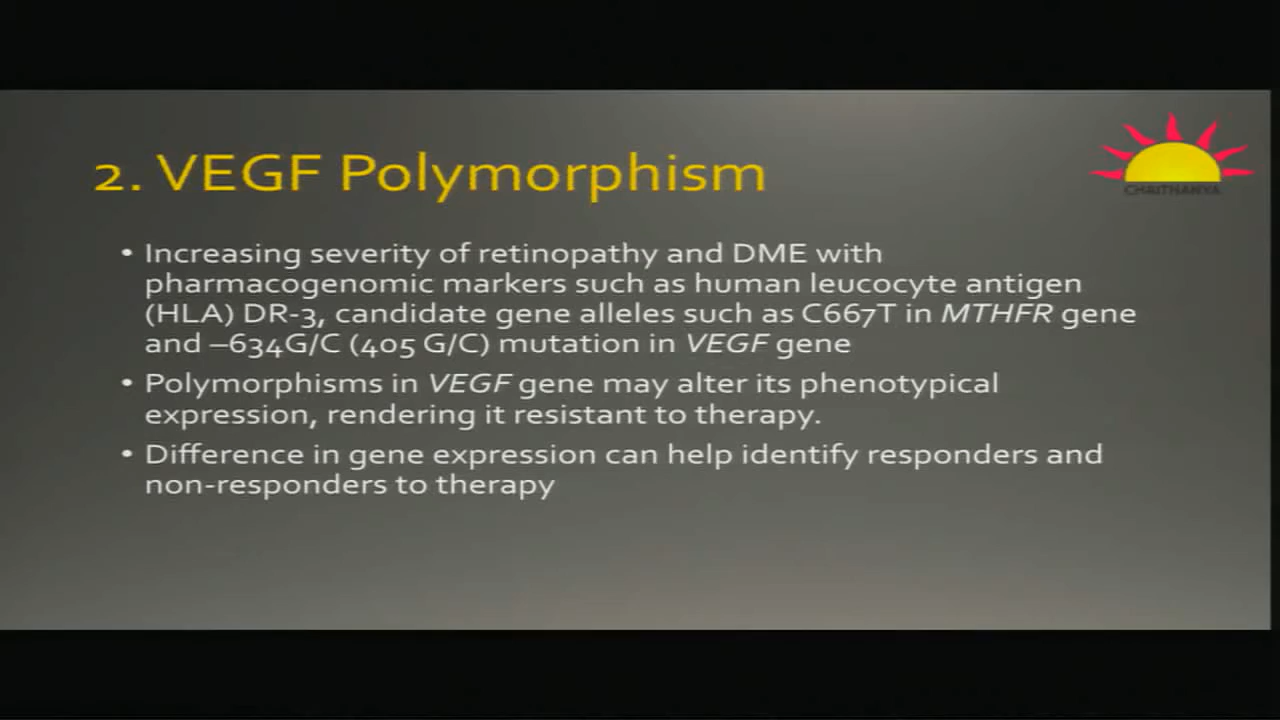 2. VEGF Polymorphism
CHAITHANYA
• Increasing severity of retinopathy and DME with
pharmacogenomic markers such as human leucocyte antigen
(HLA) DR-3, candidate gene alleles such as C667T in MTHFR gene
and –634G/C (405 G/C) mutation in VEGF gene
• Polymorphisms in VEGF gene may alter its phenotypical
expression, rendering it resistant to therapy.
• Difference in gene expression can help identify responders and
non-responders to therapy